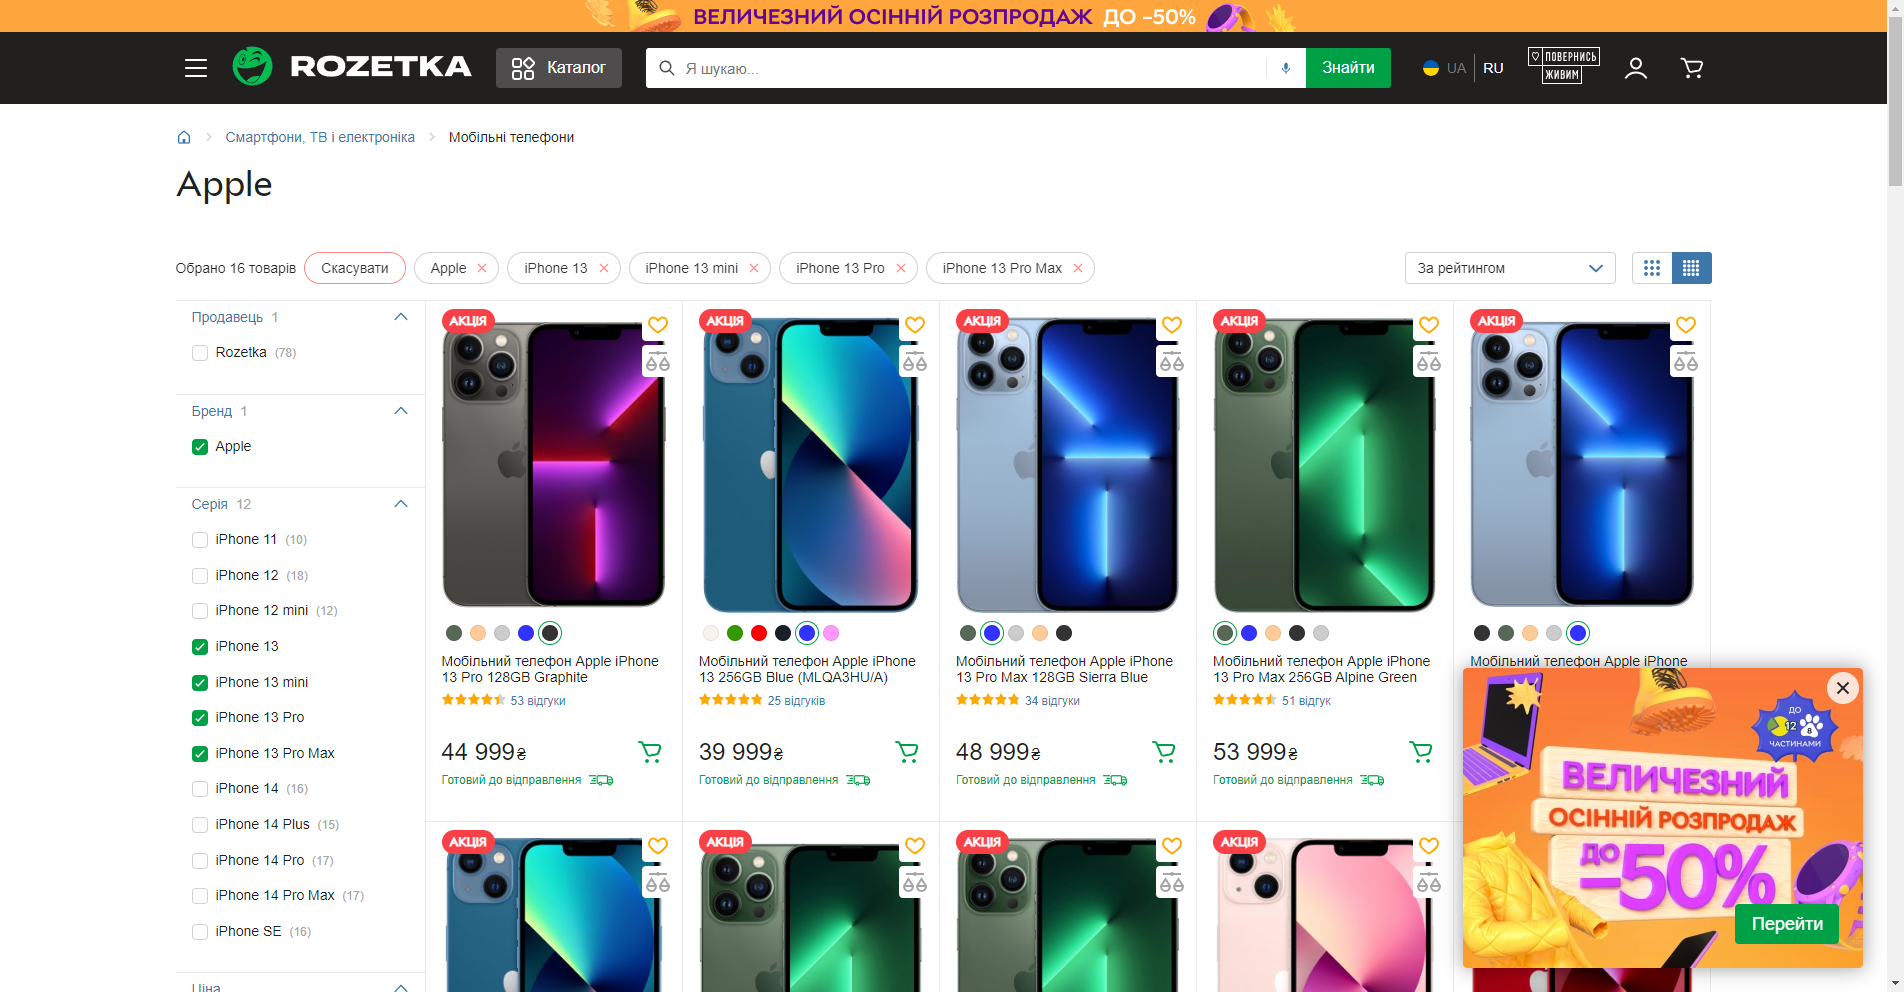 ВЕЛИЧЕЗНИЙ ОСІННІЙ РОЗПРОДАЖ ДО –50%
ROZETKA
Каталог
Я шукаю...
Знайти
UA
RU
ПОВЕРНИСЬ
ЖИВИМ
Смартфони, ТВ і електроніка
Мобільні телефони
Apple
Обрано 16 товарів
Скасувати
Apple
iPhone 13
iPhone 13 mini
iPhone 13 Pro
iPhone 13 Pro Max
За рейтингом
Продавець 1
Rozetka (78)
Бренд 1
Apple
Серія 12
iPhone 11 (10)
iPhone 12 (18)
iPhone 12 mini (12)
iPhone 13
iPhone 13 mini
iPhone 13 Pro
iPhone 13 Pro Max
iPhone 14 (16)
iPhone 14 Plus (15)
iPhone 14 Pro (17)
iPhone 14 Pro Max (17)
iPhone SE (16)
Ціна
АКЦІЯ
Мобільний телефон Apple iPhone
13 Pro 128GB Graphite
53 відгуки
44 999₴
Готовий до відправлення
АКЦІЯ
Мобільний телефон Apple iPhone
13 256GB Blue (MLQA3HU/A)
25 відгуків
39 999₴
Готовий до відправлення
АКЦІЯ
Мобільний телефон Apple iPhone
13 Pro Max 128GB Sierra Blue
34 відгуки
48 999₴
Готовий до відправлення
АКЦІЯ
Мобільний телефон Apple iPhone
13 Pro Max 256GB Alpine Green
51 відгук
53 999₴
Готовий до відправлення
АКЦІЯ
Мобільний телефон Apple iPhone
АКЦІЯ
АКЦІЯ
АКЦІЯ
АКЦІЯ
ДО
12
8
ЧАСТИНАМИ
ВЕЛИЧЕЗНИЙ
ОСІННІЙ РОЗПРОДАЖ
ДО –50%
Перейти